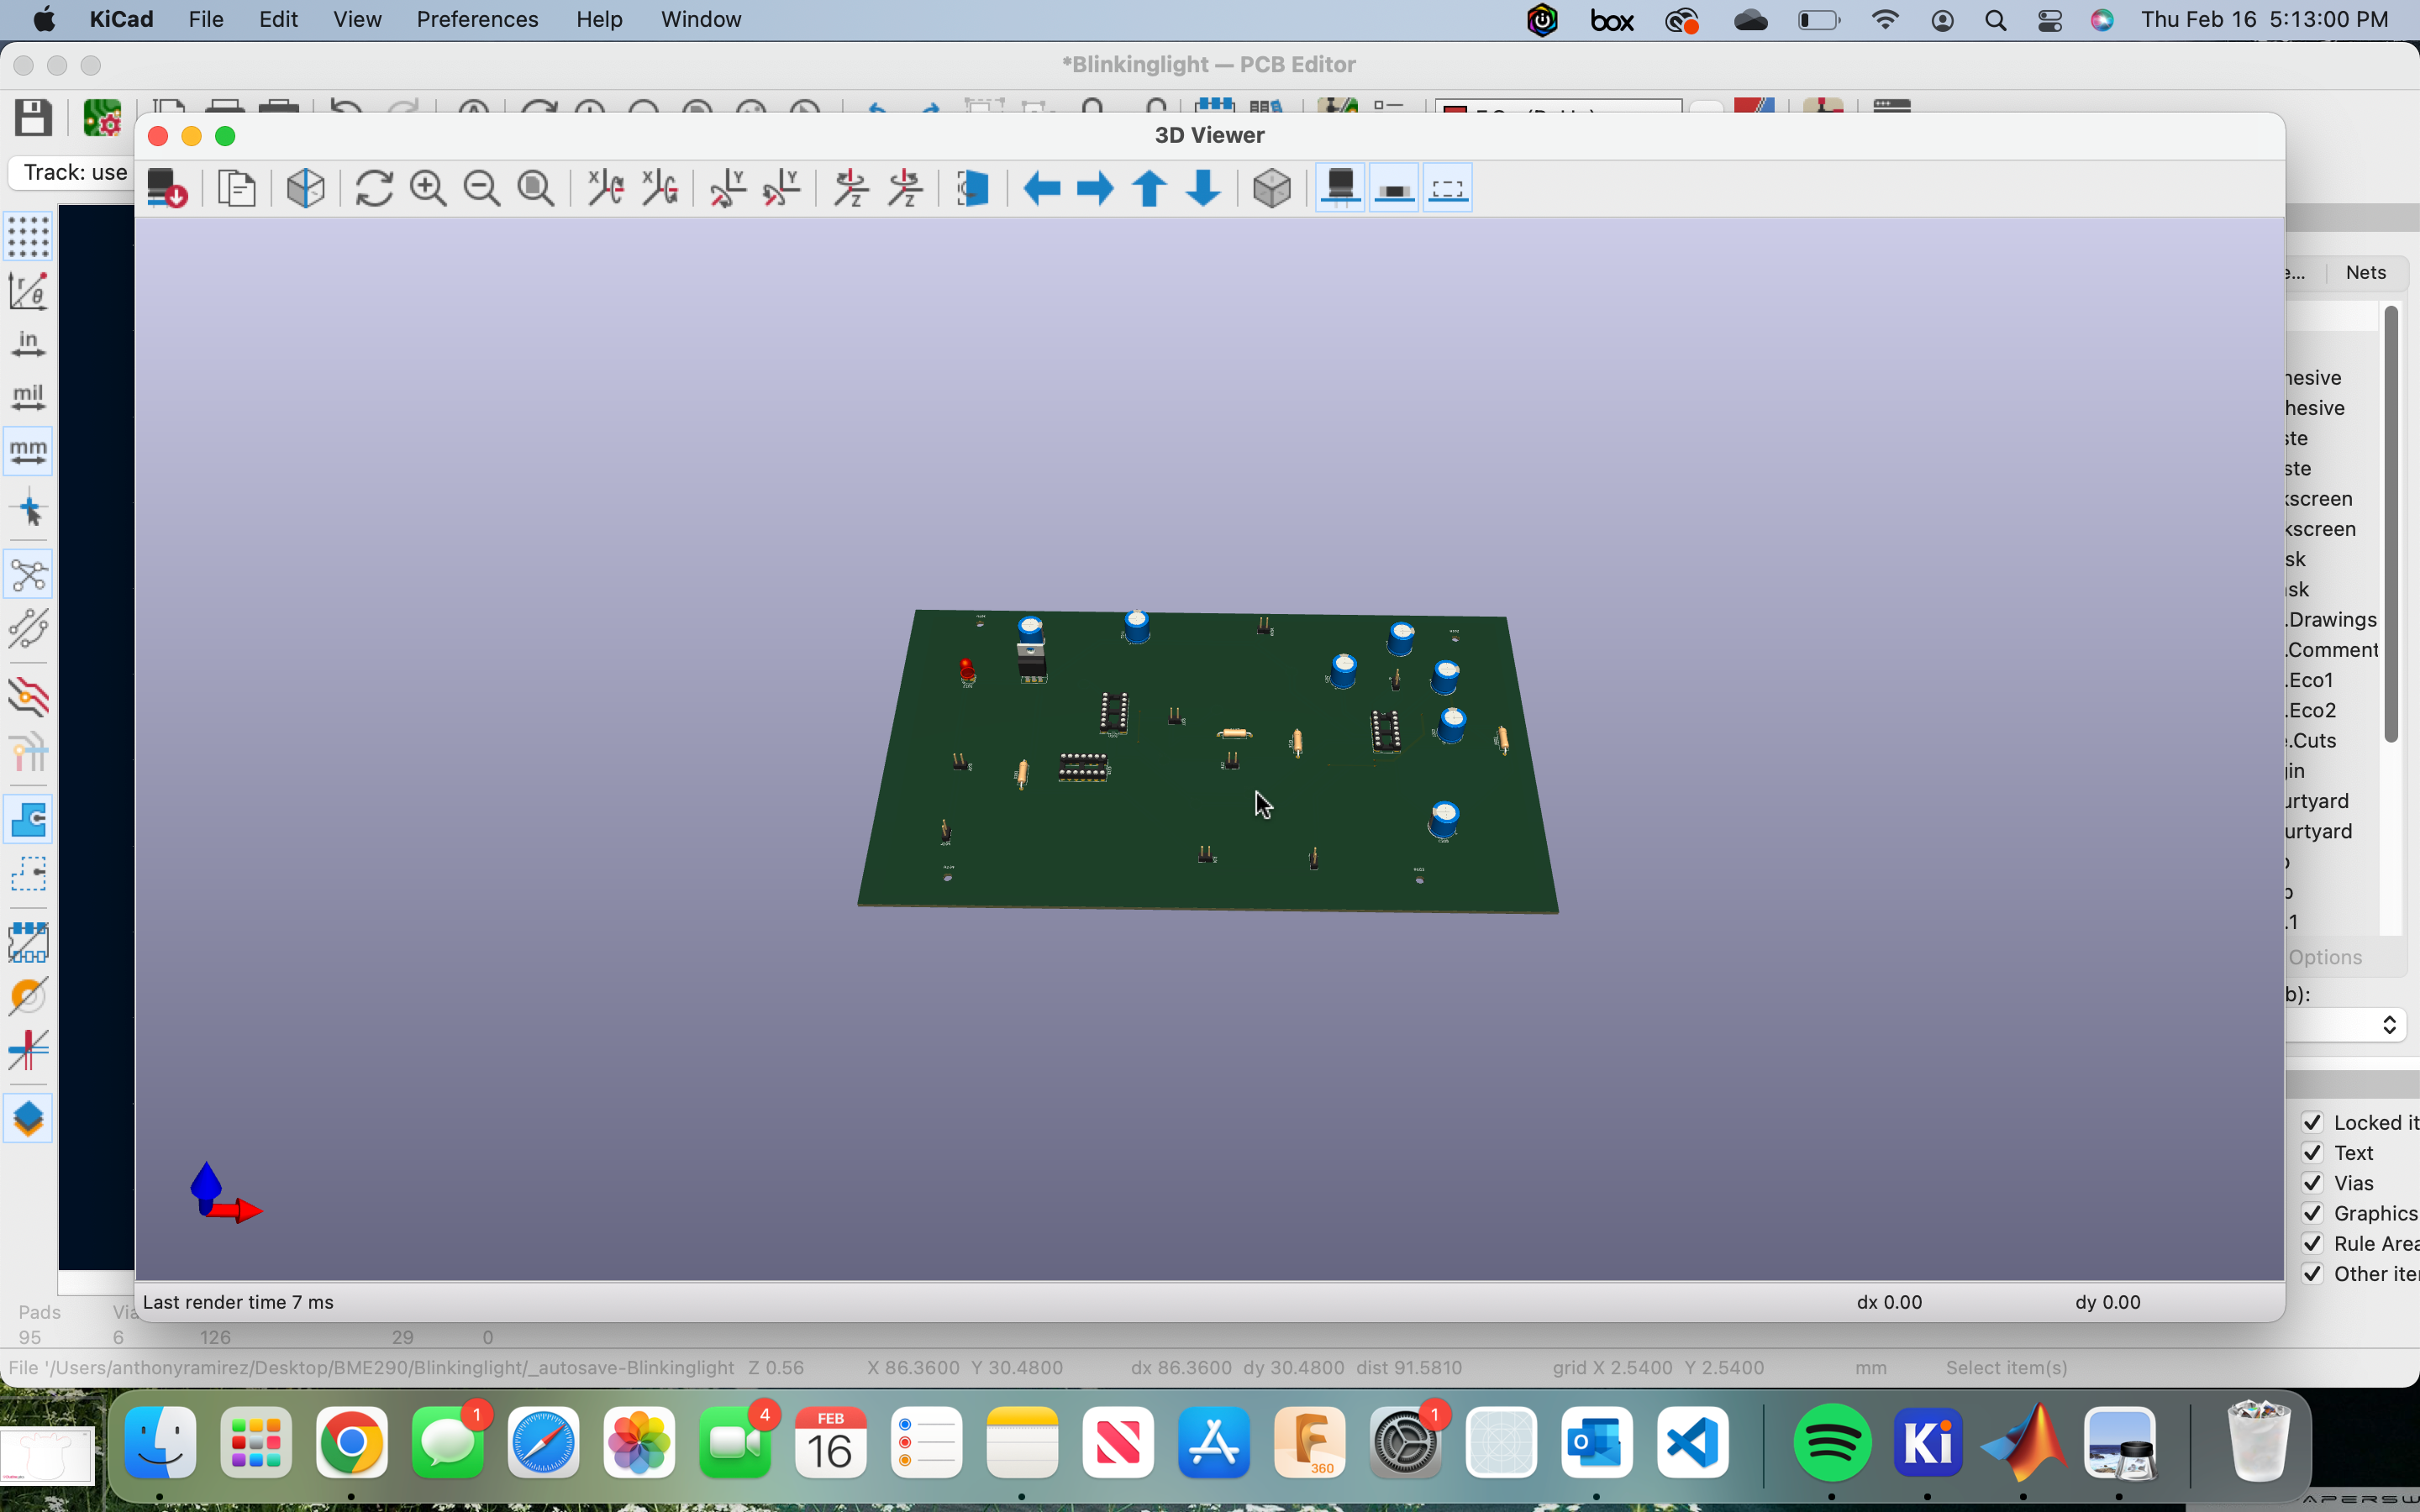 KiCad File Edit View Preferences Help Window box Thu Feb 16 5:13:00 PM
*Blinkinglight — PCB Editor
3D Viewer
Track: use
in
mil
mm
Nets
hesive
hesive
ste
ste
kscreen
kscreen
sk
sk
.Drawings
.Comment
.Eco1
.Eco2
.Cuts
gin
urtyard
urtyard
.1
Options
b):
Locked it
Text
Vias
Graphics
Rule Area
Other ite
Last render time 7 ms dx 0.00 dy 0.00
Pads Via
95 6 126 29 0
File '/Users/anthonyramirez/Desktop/BME290/Blinkinglight/_autosave-Blinkinglight Z 0.56 X 86.3600 Y 30.4800 dx 86.3600 dy 30.4800 dist 91.5810 grid X 2.5400 Y 2.5400 mm Select item(s)
1 4 FEB 16 360 1 Ki
X X Y Y Z Z